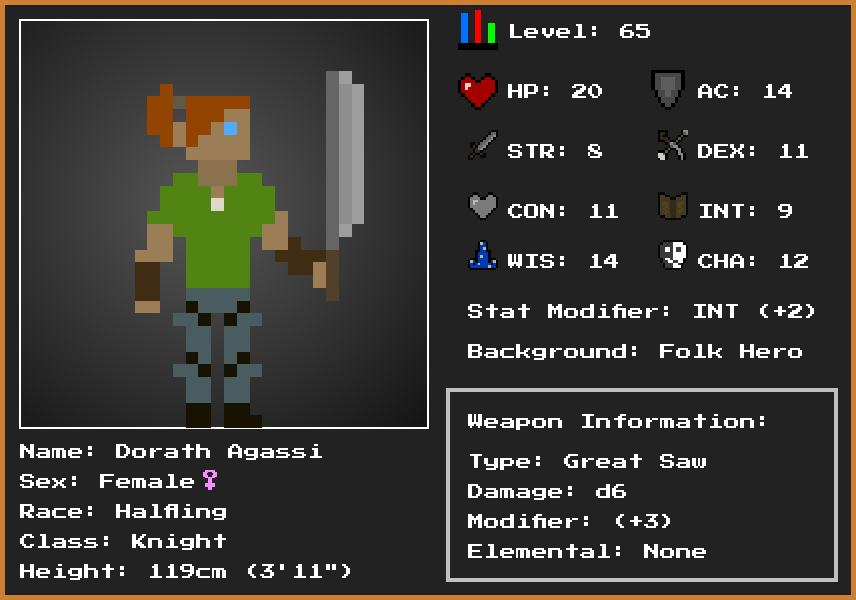 Level: 65
HP: 20
AC: 14
STR: 8
DEX: 11
CON: 11
INT: 9
WIS: 14
CHA: 12
Stat Modifier: INT (+2)
Background: Folk Hero
Weapon Information:
Type: Great Saw
Damage: d6
Modifier: (+3)
Elemental: None
Name: Dorath Agassi
Sex: Female♀
Race: Halfling
Class: Knight
Height: 119cm (3'11")